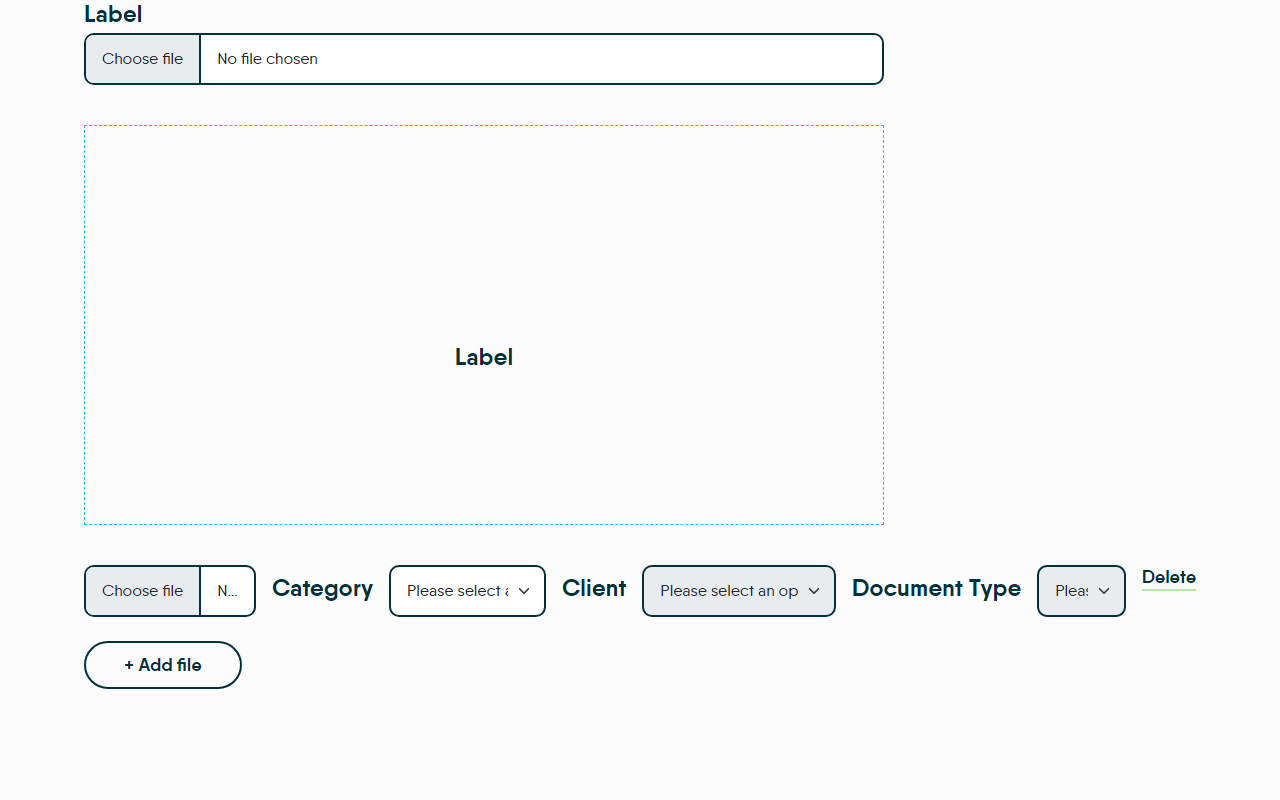 Label
Choose file No file chosen
Label
Choose file N... Category Please select a Client Please select an op Document Type Pleas Delete
+ Add file